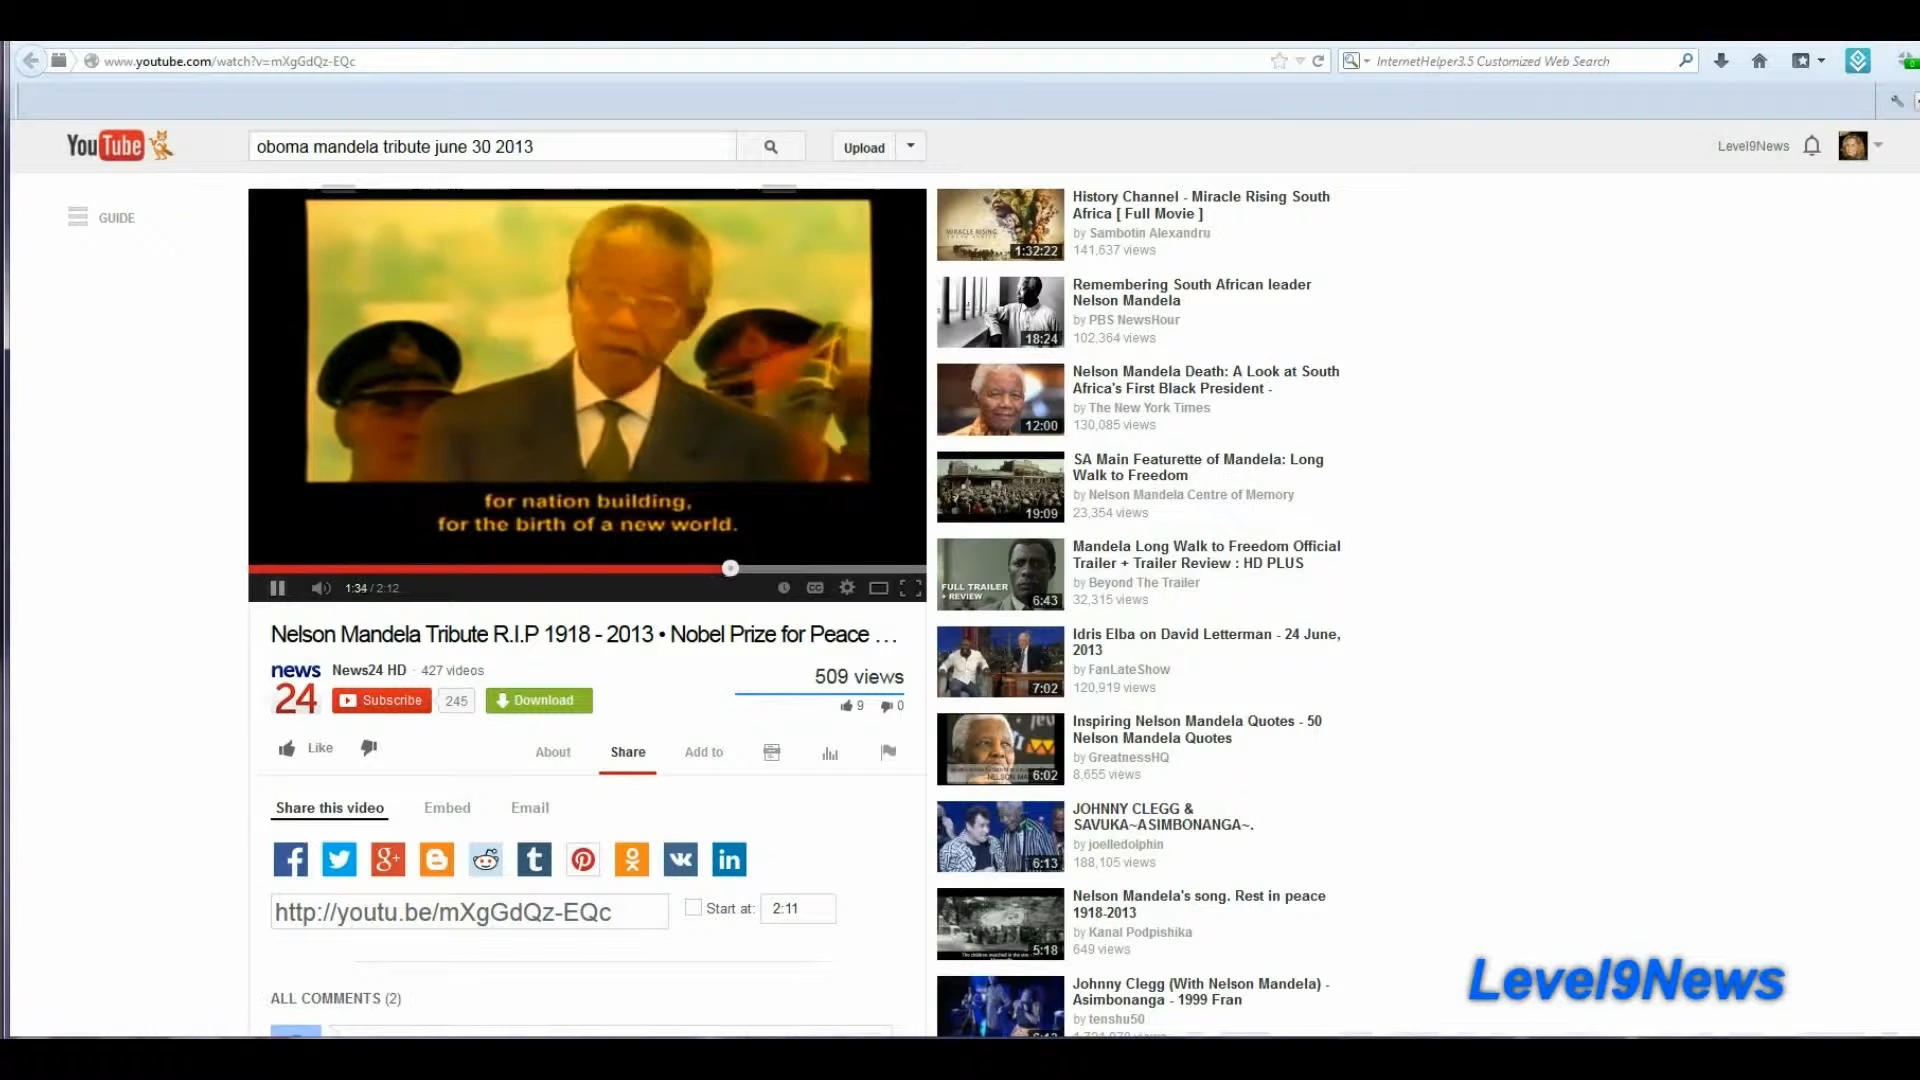 www.youtube.com/watch?v=mXgGdQz-EQc
InternetHelper3.5 Customized Web Search
YouTube
oboma mandela tribute june 30 2013
Upload
Level9News
GUIDE
for nation building,
for the birth of a new world.
1:34 / 2:12
Nelson Mandela Tribute R.I.P 1918 - 2013 • Nobel Prize for Peace ...
news
24
News24 HD · 427 videos
Subscribe
245
Download
509 views
9
0
Like
About
Share
Add to
Share this video
Embed
Email
http://youtu.be/mXgGdQz-EQc
Start at:
2:11
ALL COMMENTS (2)
MIRACLE RISING
1:32:22
History Channel - Miracle Rising South
Africa [ Full Movie ]
by Sambotin Alexandru
141,637 views
18:24
Remembering South African leader
Nelson Mandela
by PBS NewsHour
102,364 views
12:00
Nelson Mandela Death: A Look at South
Africa's First Black President -
by The New York Times
130,085 views
19:09
SA Main Featurette of Mandela: Long
Walk to Freedom
by Nelson Mandela Centre of Memory
23,354 views
FULL TRAILER
+ REVIEW
6:43
Mandela Long Walk to Freedom Official
Trailer + Trailer Review : HD PLUS
by Beyond The Trailer
32,315 views
7:02
Idris Elba on David Letterman - 24 June,
2013
by FanLateShow
120,919 views
6:02
Inspiring Nelson Mandela Quotes - 50
Nelson Mandela Quotes
by GreatnessHQ
8,655 views
6:13
JOHNNY CLEGG &
SAVUKA~ASIMBONANGA~.
by joelledolphin
188,105 views
5:18
Nelson Mandela's song. Rest in peace
1918-2013
by Kanal Podpishika
649 views
Johnny Clegg (With Nelson Mandela) -
Asimbonanga - 1999 Fran
by tenshu50
Level9News